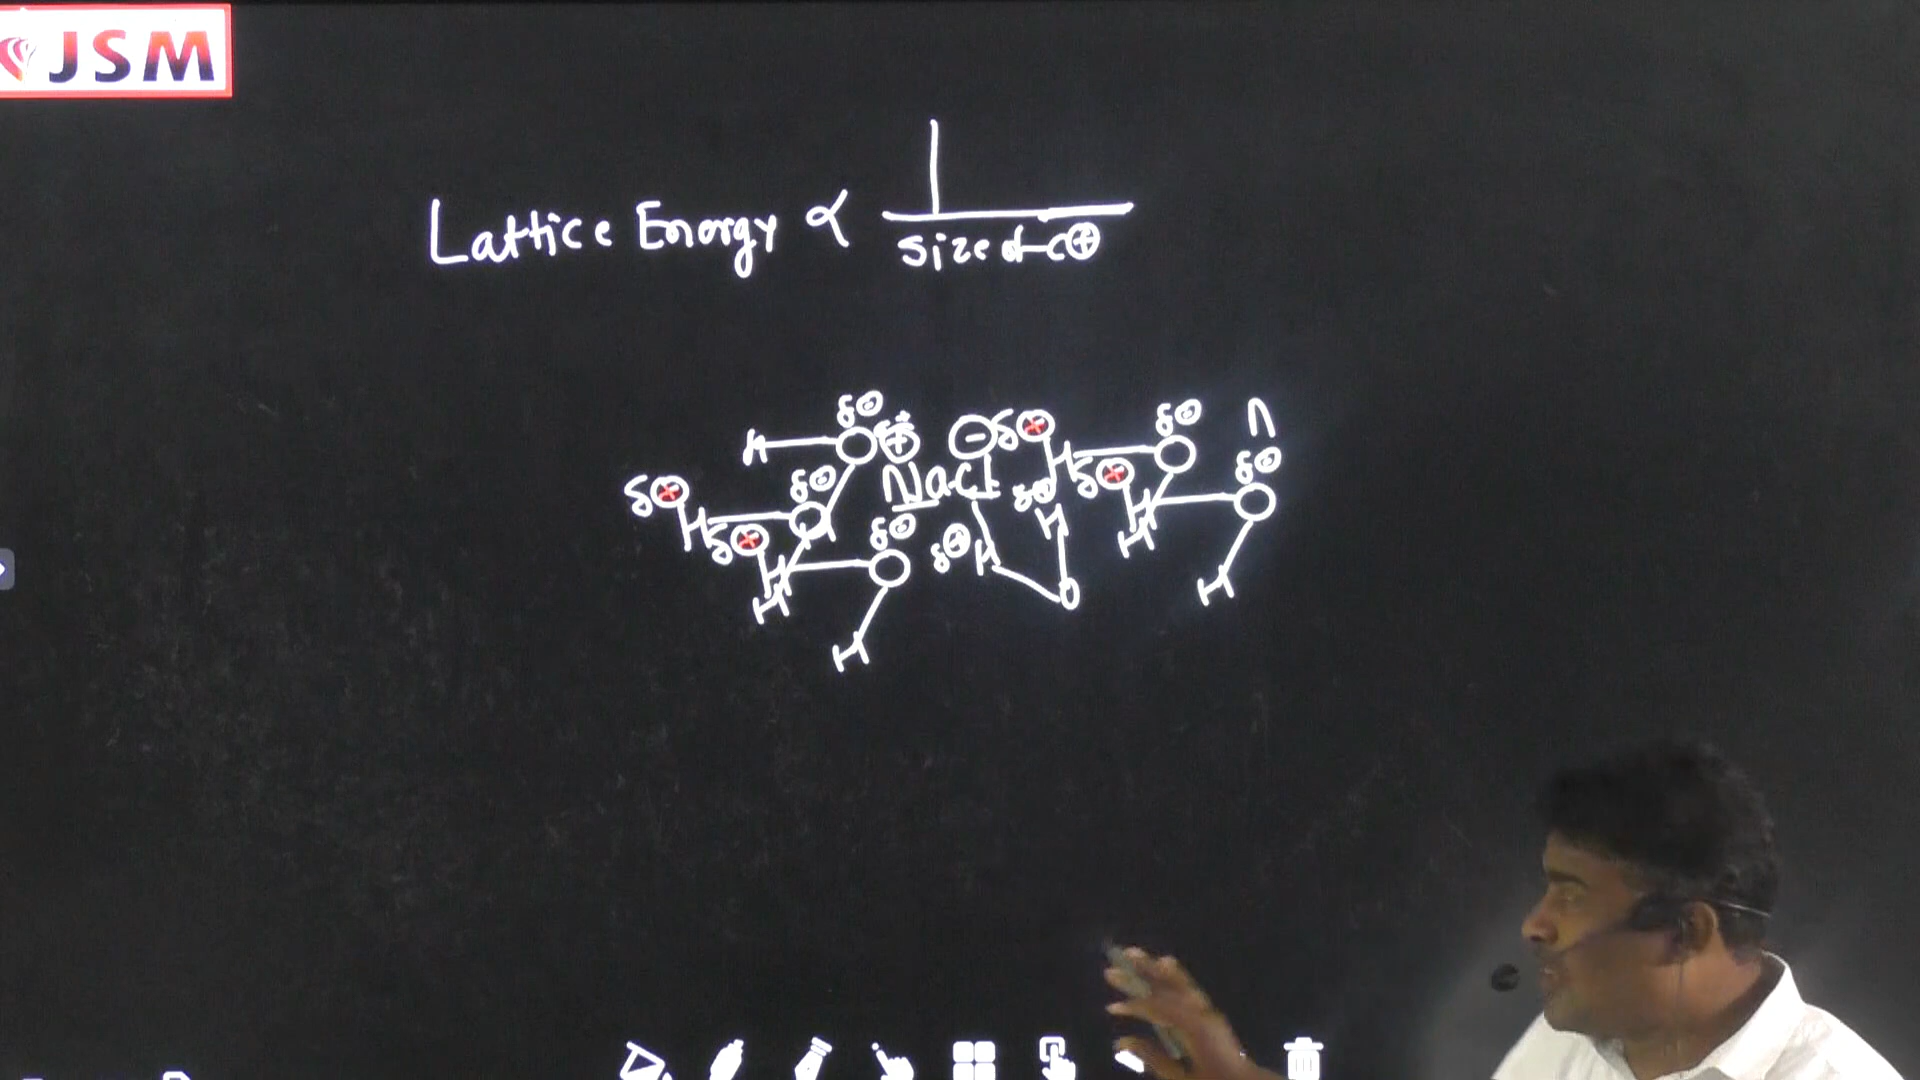 JSM
Lattice Energy ∝ 1
size of C⊕
δ⊖ δ⊕ δ⊖
H O ⊕ ⊖ H O
δ⊕ δ⊖ NaCl δ⊕ δ⊕ δ⊖
H O H H O
δ⊕ δ⊖ δ⊕ H H
H O H O H
H
H